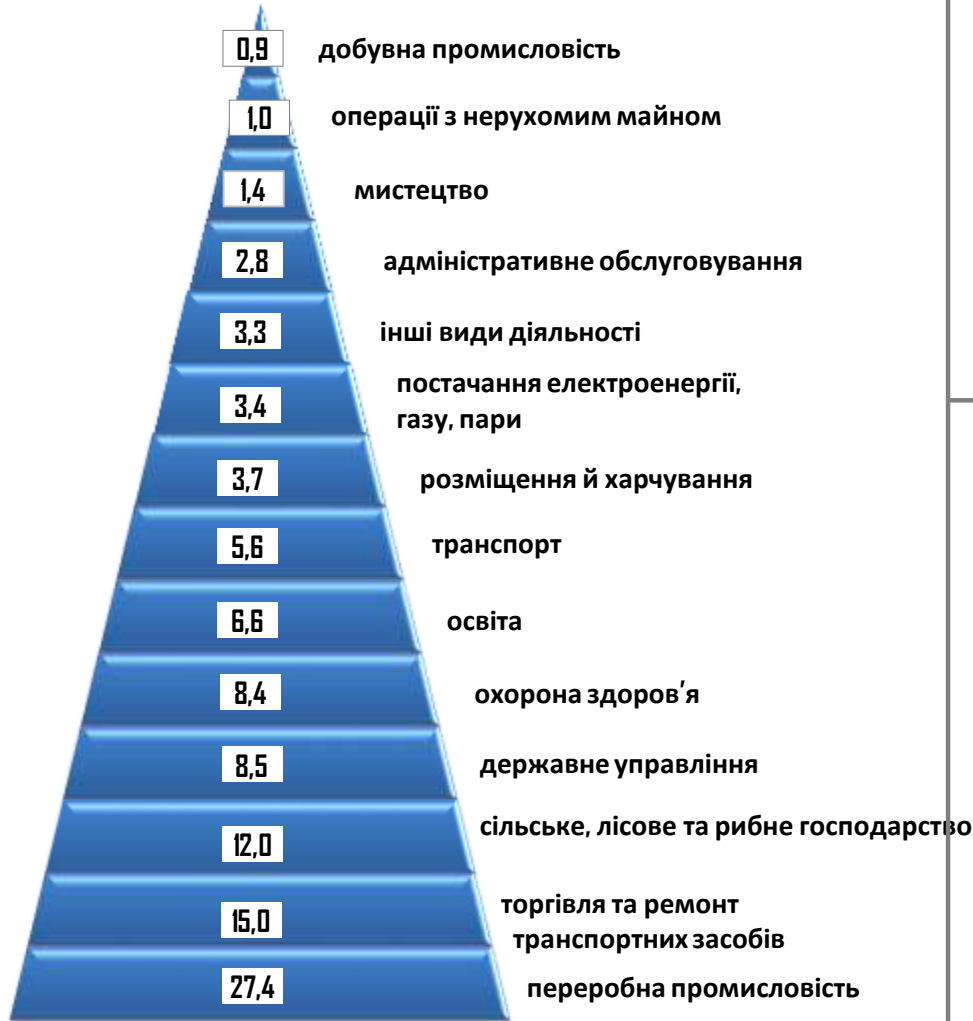 0,9 добувна промисловість
1,0 операції з нерухомим майном
1,4 мистецтво
2,8 адміністративне обслуговування
3,3 інші види діяльності
3,4 постачання електроенергії,
газу, пари
3,7 розміщення й харчування
5,6 транспорт
6,6 освіта
8,4 охорона здоров'я
8,5 державне управління
12,0 сільське, лісове та рибне господарство
15,0 торгівля та ремонт
транспортних засобів
27,4 переробна промисловість